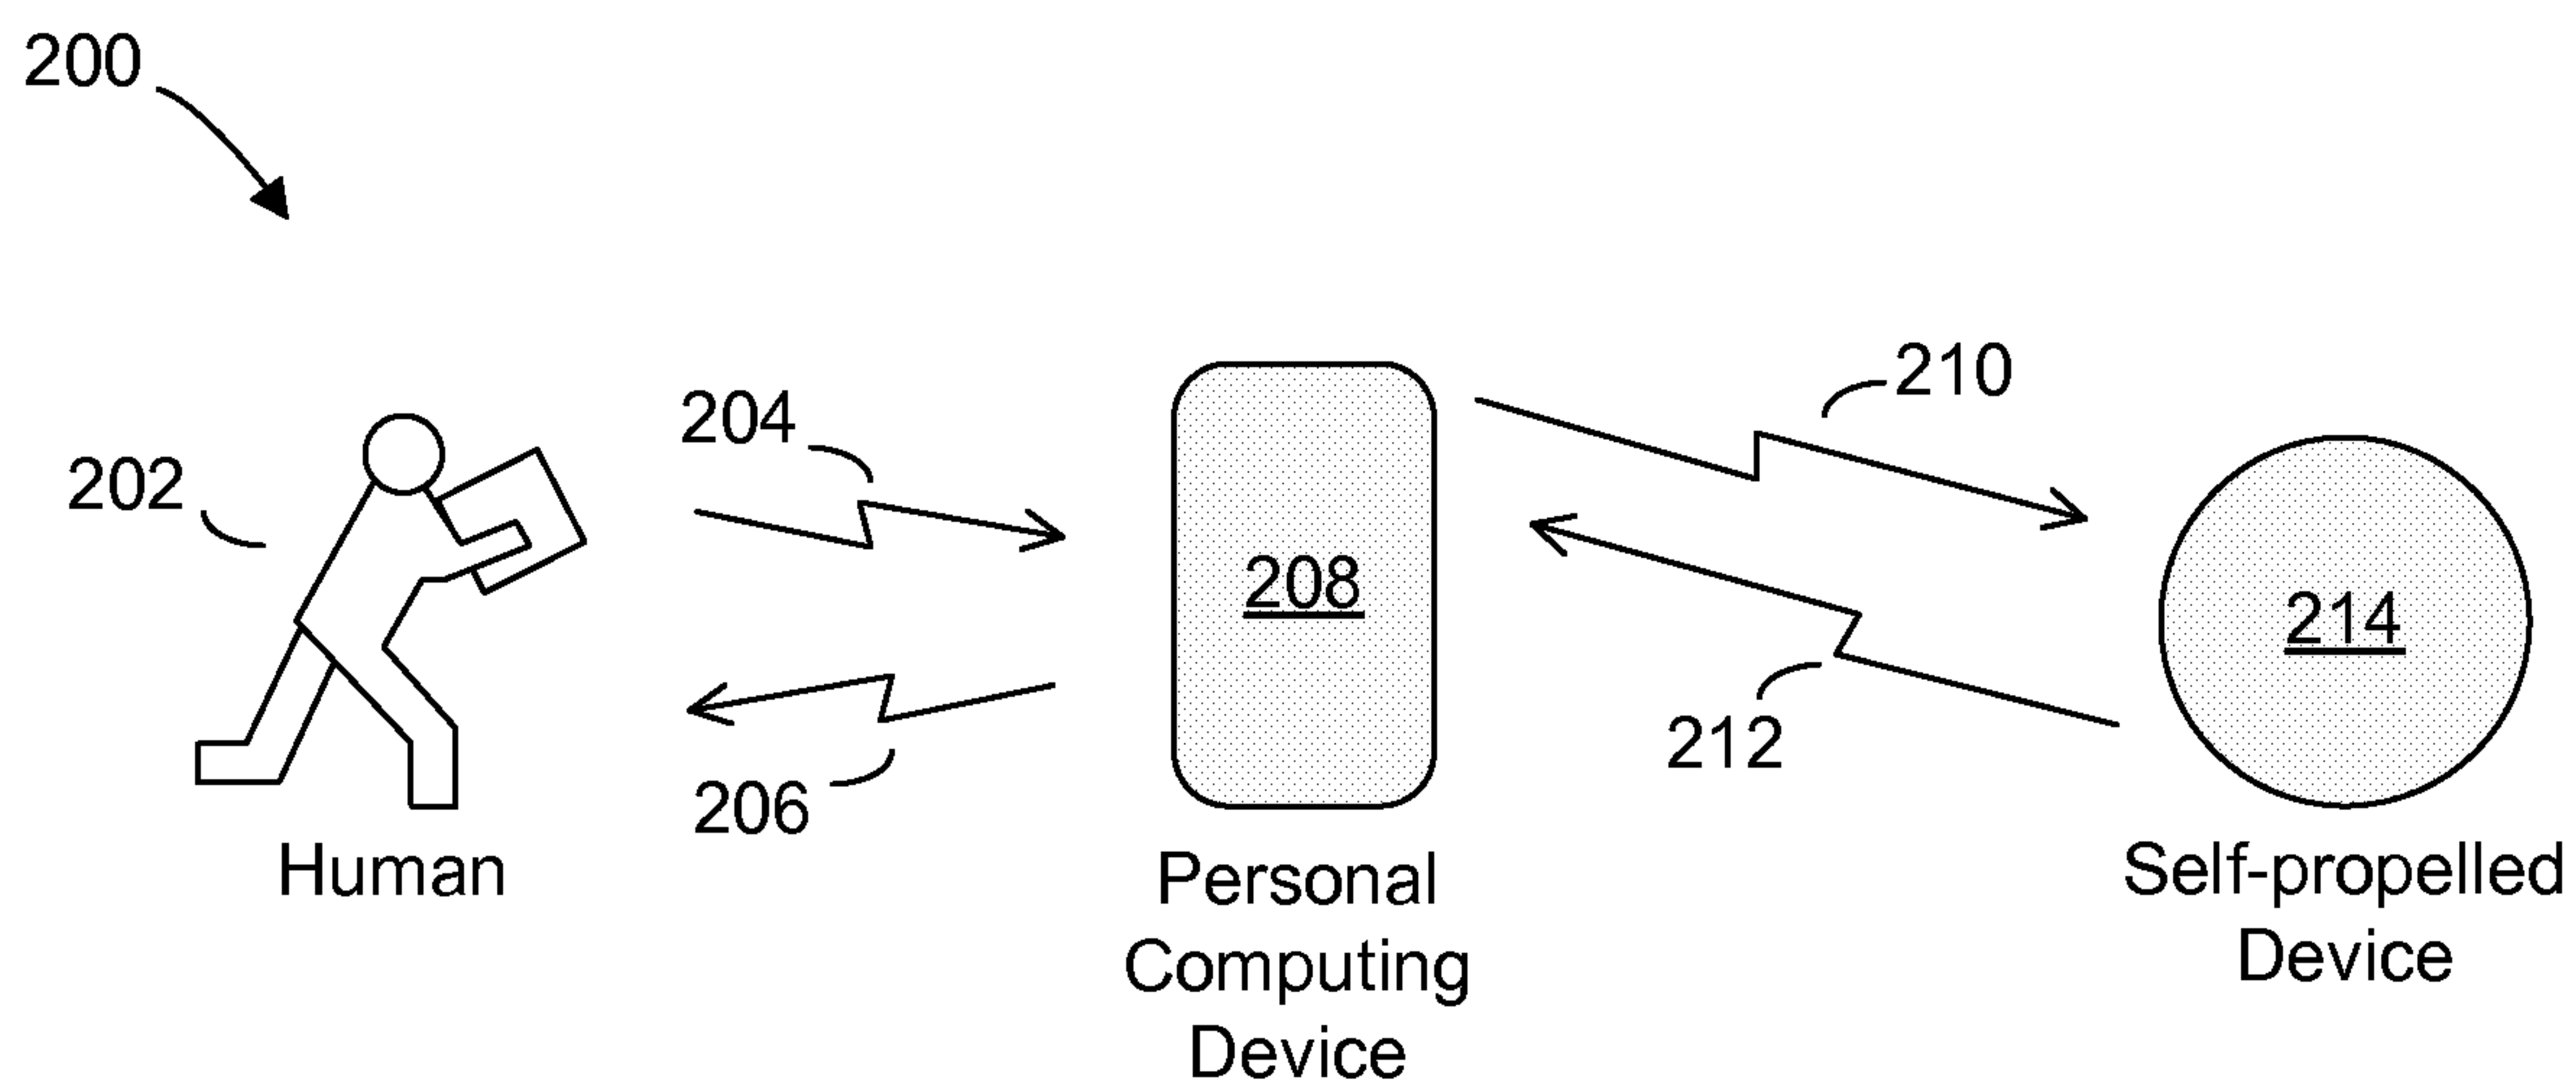 200
210
204
202
208
214
212
206
Human
Personal
Computing
Device
Self-propelled
Device